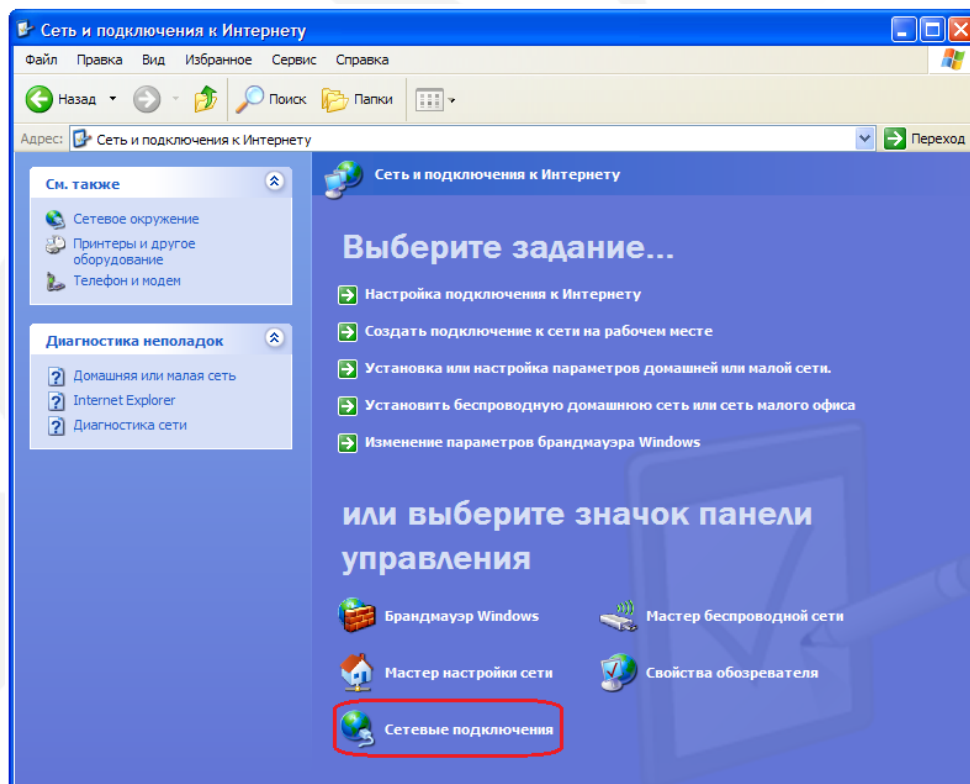 Сеть и подключения к Интернету
Файл Правка Вид Избранное Сервис Справка
Назад Поиск Папки
Адрес: Сеть и подключения к Интернету Переход
См. также
Сетевое окружение
Принтеры и другое
оборудование
Телефон и модем
Диагностика неполадок
Домашняя или малая сеть
Internet Explorer
Диагностика сети
Сеть и подключения к Интернету
Выберите задание...
Настройка подключения к Интернету
Создать подключение к сети на рабочем месте
Установка или настройка параметров домашней или малой сети.
Установить беспроводную домашнюю сеть или сеть малого офиса
Изменение параметров брандмауэра Windows
или выберите значок панели
управления
Брандмауэр Windows
Мастер беспроводной сети
Мастер настройки сети
Свойства обозревателя
Сетевые подключения